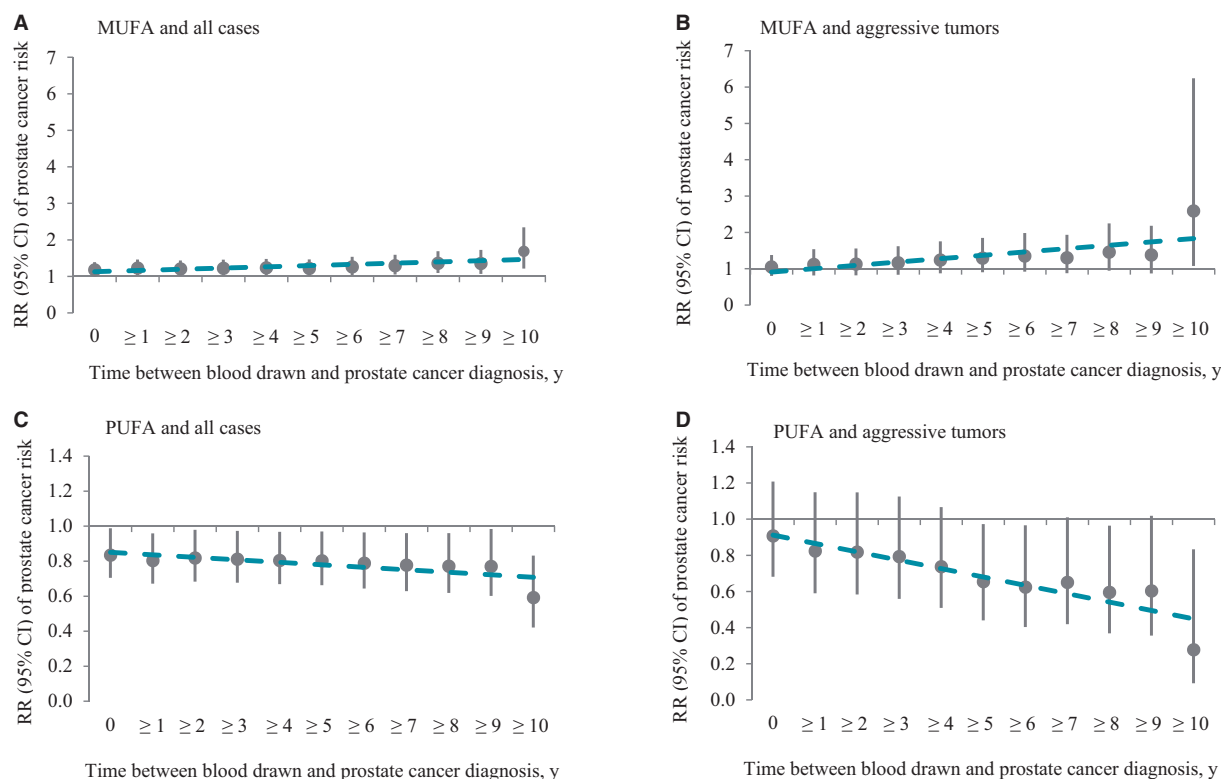 A MUFA and all cases
RR (95% CI) of prostate cancer risk
7
6
5
4
3
2
1
0
0 ≥ 1 ≥ 2 ≥ 3 ≥ 4 ≥ 5 ≥ 6 ≥ 7 ≥ 8 ≥ 9 ≥ 10
Time between blood drawn and prostate cancer diagnosis, y
B MUFA and aggressive tumors
RR (95% CI) of prostate cancer risk
7
6
5
4
3
2
1
0
0 ≥ 1 ≥ 2 ≥ 3 ≥ 4 ≥ 5 ≥ 6 ≥ 7 ≥ 8 ≥ 9 ≥ 10
Time between blood drawn and prostate cancer diagnosis, y
C PUFA and all cases
RR (95% CI) of prostate cancer risk
1.4
1.2
1.0
0.8
0.6
0.4
0.2
0.0
0 ≥ 1 ≥ 2 ≥ 3 ≥ 4 ≥ 5 ≥ 6 ≥ 7 ≥ 8 ≥ 9 ≥ 10
Time between blood drawn and prostate cancer diagnosis, y
D PUFA and aggressive tumors
RR (95% CI) of prostate cancer risk
1.4
1.2
1.0
0.8
0.6
0.4
0.2
0.0
0 ≥ 1 ≥ 2 ≥ 3 ≥ 4 ≥ 5 ≥ 6 ≥ 7 ≥ 8 ≥ 9 ≥ 10
Time between blood drawn and prostate cancer diagnosis, y